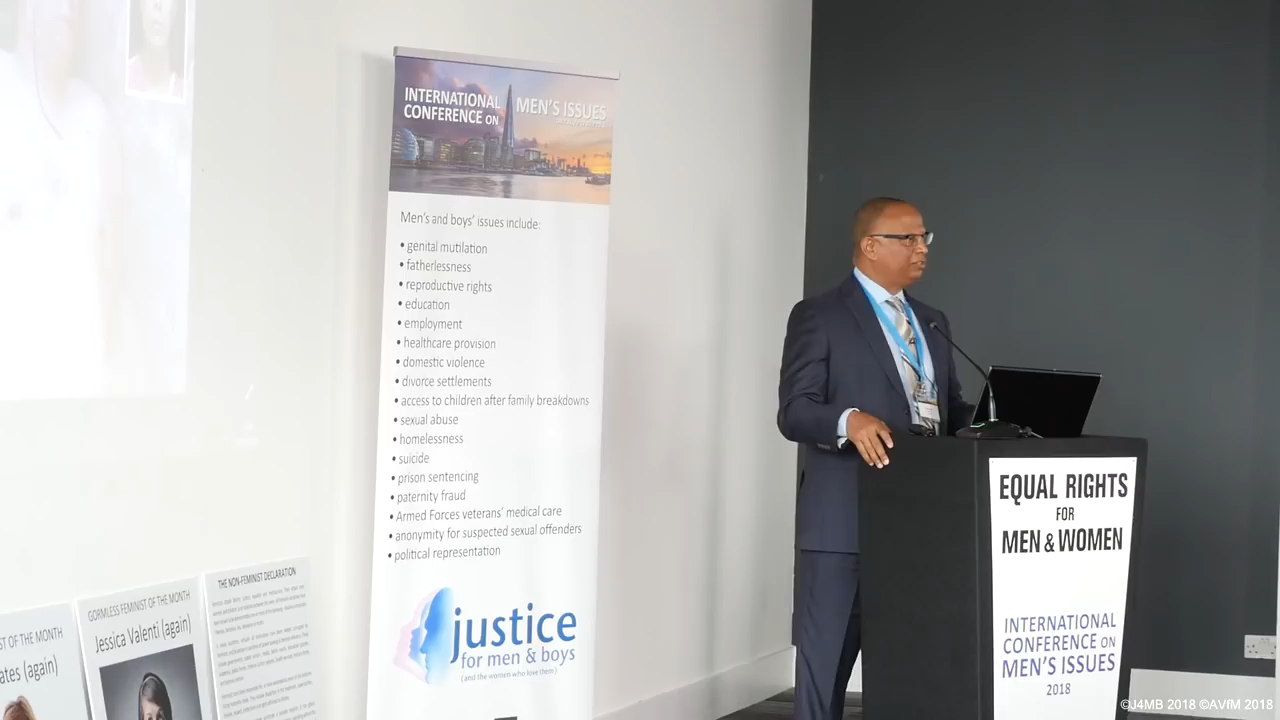 INTERNATIONAL
CONFERENCE ON
MEN'S ISSUES
Men's and boys' issues include:
• genital mutilation
• fatherlessness
• reproductive rights
• education
• employment
• healthcare provision
• domestic violence
• divorce settlements
• access to children after family breakdowns
• sexual abuse
• homelessness
• suicide
• prison sentencing
• paternity fraud
• Armed Forces veterans' medical care
• anonymity for suspected sexual offenders
• political representation
justice
for men & boys
(and the women who love them)
ST OF THE MONTH
ates (again)
GORMLESS FEMINIST OF THE MONTH
Jessica Valenti (again)
THE NON-FEMINIST DECLARATION
EQUAL RIGHTS
FOR
MEN & WOMEN
INTERNATIONAL
CONFERENCE ON
MEN'S ISSUES
2018
©J4MB 2018 ©AVfM 2018